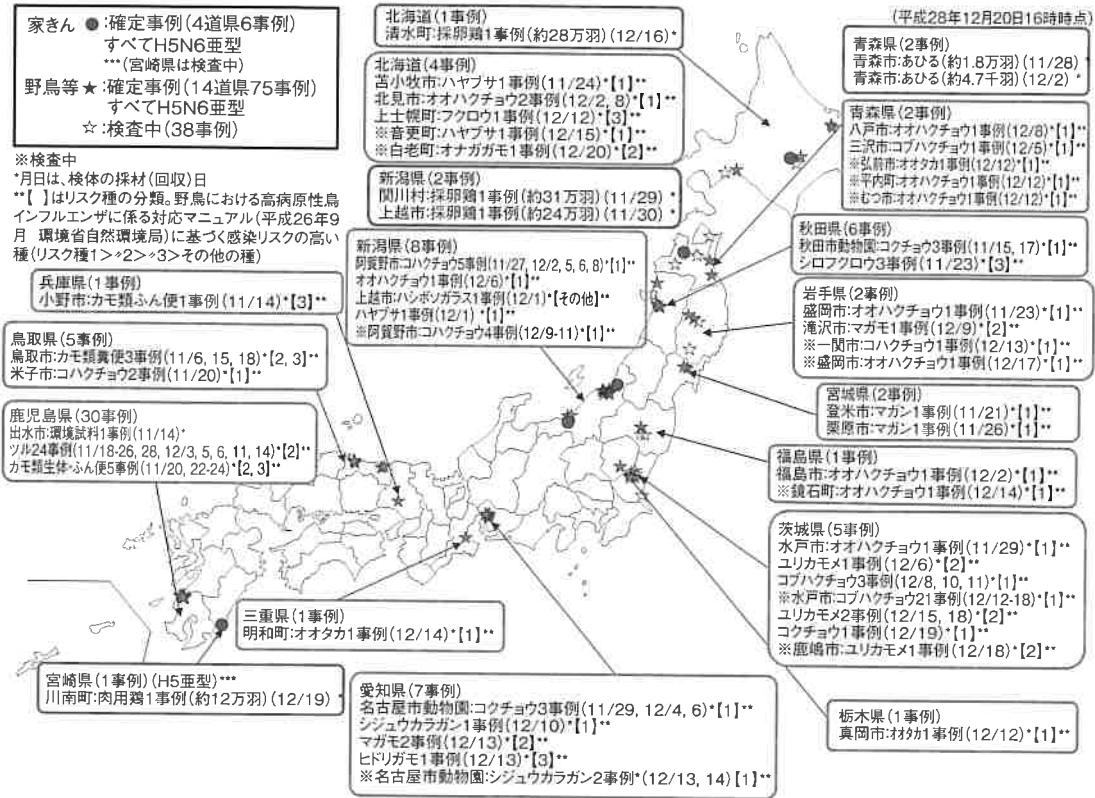 家きん ●:確定事例(4道県6事例)
すべてH5N6亜型
***(宮崎県は検査中)
野鳥等★:確定事例(14道県75事例)
すべてH5N6亜型
☆:検査中(38事例)
※検査中
*月日は、検体の採材(回収)日
**【 】はリスク種の分類。野鳥における高病原性鳥
インフルエンザに係る対応マニュアル(平成26年9
月 環境省自然環境局)に基づく感染リスクの高い
種(リスク種1>〃2>〃3>その他の種)
(平成28年12月20日16時時点)
北海道(1事例)
清水町:採卵鶏1事例(約28万羽)(12/16)*
北海道(4事例)
苫小牧市:ハヤブサ1事例(11/24)*【1】**
北見市:オオハクチョウ2事例(12/2, 8)*【1】**
上士幌町:フクロウ1事例(12/12)*【3】**
※音更町:ハヤブサ1事例(12/15)*【1】**
※白老町:オナガガモ1事例(12/20)*【2】**
青森県(2事例)
青森市:あひる(約1.8万羽)(11/28)*
青森市:あひる(約4.7千羽)(12/2)*
青森県(2事例)
八戸市:オオハクチョウ1事例(12/8)*【1】**
三沢市:コブハクチョウ1事例(12/5)*【1】**
※弘前市:オオタカ1事例(12/12)*【1】**
※平内町:オオハクチョウ1事例(12/12)*【1】**
※むつ市:オオハクチョウ1事例(12/12)*【1】**
新潟県(2事例)
関川村:採卵鶏1事例(約31万羽)(11/29)*
上越市:採卵鶏1事例(約24万羽)(11/30)*
新潟県(8事例)
阿賀野市:コハクチョウ5事例(11/27, 12/2, 5, 6, 8)*【1】**
オオハクチョウ1事例(12/6)*【1】**
上越市:ハシボソガラス1事例(12/1)*【その他】**
ハヤブサ1事例(12/1)*【1】**
※阿賀野市:コハクチョウ4事例(12/9-11)*【1】**
秋田県(6事例)
秋田市動物園:コクチョウ3事例(11/15, 17)*【1】**
シロフクロウ3事例(11/23)*【3】**
岩手県(2事例)
盛岡市:オオハクチョウ1事例(11/23)*【1】**
滝沢市:マガモ1事例(12/9)*【2】**
※一関市:コハクチョウ1事例(12/13)*【1】**
※盛岡市:オオハクチョウ1事例(12/17)*【1】**
兵庫県(1事例)
小野市:カモ類ふん便1事例(11/14)*【3】**
鳥取県(5事例)
鳥取市:カモ類糞便3事例(11/6, 15, 18)*【2, 3】**
米子市:コハクチョウ2事例(11/20)*【1】**
宮城県(2事例)
登米市:マガン1事例(11/21)*【1】**
栗原市:マガン1事例(11/26)*【1】**
鹿児島県(30事例)
出水市:環境試料1事例(11/14)*
ツル24事例(11/18-26, 28, 12/3, 5, 6, 11, 14)*【2】**
カモ類生体・ふん便5事例(11/20, 22-24)*【2, 3】**
福島県(1事例)
福島市:オオハクチョウ1事例(12/2)*【1】**
※鏡石町:オオハクチョウ1事例(12/14)*【1】**
茨城県(5事例)
水戸市:オオハクチョウ1事例(11/29)*【1】**
ユリカモメ1事例(12/6)*【2】**
コブハクチョウ3事例(12/8, 10, 11)*【1】**
※水戸市:コブハクチョウ21事例(12/12-18)*【1】**
ユリカモメ2事例(12/15, 18)*【2】**
コクチョウ1事例(12/19)*【1】**
※鹿嶋市:ユリカモメ1事例(12/18)*【2】**
三重県(1事例)
明和町:オオタカ1事例(12/14)*【1】**
宮崎県(1事例)(H5亜型)***
川南町:肉用鶏1事例(約12万羽)(12/19)*
愛知県(7事例)
名古屋市動物園:コクチョウ3事例(11/29, 12/4, 6)*【1】**
シジュウカラガン1事例(12/10)*【1】**
マガモ2事例(12/13)*【2】**
ヒドリガモ1事例(12/13)*【3】**
※名古屋市動物園:シジュウカラガン2事例*(12/13, 14)【1】**
栃木県(1事例)
真岡市:オオタカ1事例(12/12)*【1】**